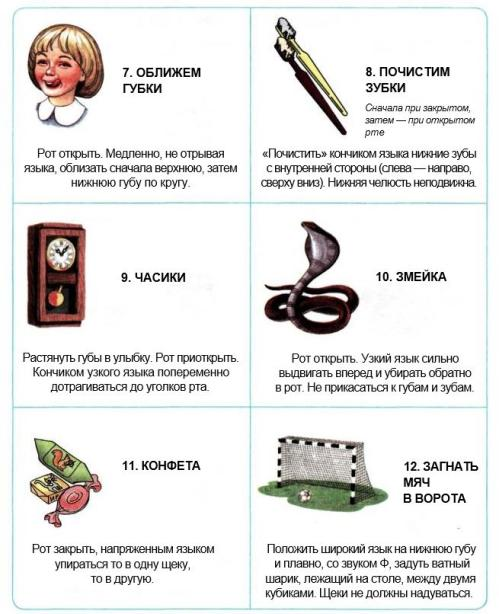 7. ОБЛИЖЕМ
ГУБКИ
Рот открыть. Медленно, не отрывая
языка, облизать сначала верхнюю, затем
нижнюю губу по кругу.
8. ПОЧИСТИМ
ЗУБКИ
Сначала при закрытом,
затем — при открытом
рте
«Почистить» кончиком языка нижние зубы
с внутренней стороны (слева — направо,
сверху вниз). Нижняя челюсть неподвижна.
9. ЧАСИКИ
Растянуть губы в улыбку. Рот приоткрыть.
Кончиком узкого языка попеременно
дотрагиваться до уголков рта.
10. ЗМЕЙКА
Рот открыть. Узкий язык сильно
выдвигать вперед и убирать обратно
в рот. Не прикасаться к губам и зубам.
11. КОНФЕТА
Рот закрыть, напряженным языком
упираться то в одну щеку,
то в другую.
12. ЗАГНАТЬ
МЯЧ
В ВОРОТА
Положить широкий язык на нижнюю губу
и плавно, со звуком Ф, задуть ватный
шарик, лежащий на столе, между двумя
кубиками. Щеки не должны надуваться.